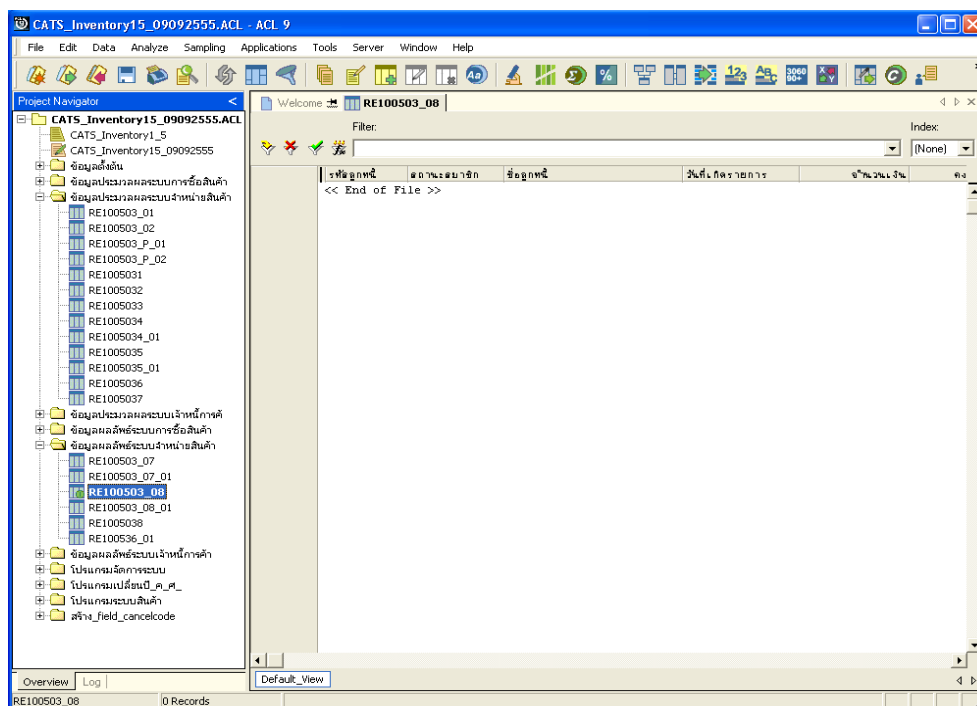 CATS_Inventory15_09092555.ACL - ACL 9
File Edit Data Analyze Sampling Applications Tools Server Window Help
Project Navigator <
Welcome RE100503_08
CATS_Inventory15_09092555.ACL
CATS_Inventory1_5
CATS_Inventory15_09092555
ข้อมูลตั้งต้น
ข้อมูลประมวลผลระบบการซื้อสินค้า
ข้อมูลประมวลผลระบบจำหน่ายสินค้า
RE100503_01
RE100503_02
RE100503_P_01
RE100503_P_02
RE1005031
RE1005032
RE1005033
RE1005034
RE1005034_01
RE1005035
RE1005035_01
RE1005036
RE1005037
ข้อมูลประมวลผลระบบเจ้าหนี้การค้
ข้อมูลผลลัพธ์ระบบการซื้อสินค้า
ข้อมูลผลลัพธ์ระบบจำหน่ายสินค้า
RE100503_07
RE100503_07_01
RE100503_08
RE100503_08_01
RE1005038
RE100536_01
ข้อมูลผลลัพธ์ระบบเจ้าหนี้การค้า
โปรแกรมจัดการระบบ
โปรแกรมเปลี่ยนปี_ค_ศ_
โปรแกรมระบบสินค้า
สร้าง_field_cancelcode
Filter: Index:
(None)
รหัสลูกหนี้ สถานะสมาชิก ชื่อลูกหนี้ วันที่เกิดรายการ จำนวนเงิน คง
<< End of File >>
Default_View
Overview Log
RE100503_08 0 Records